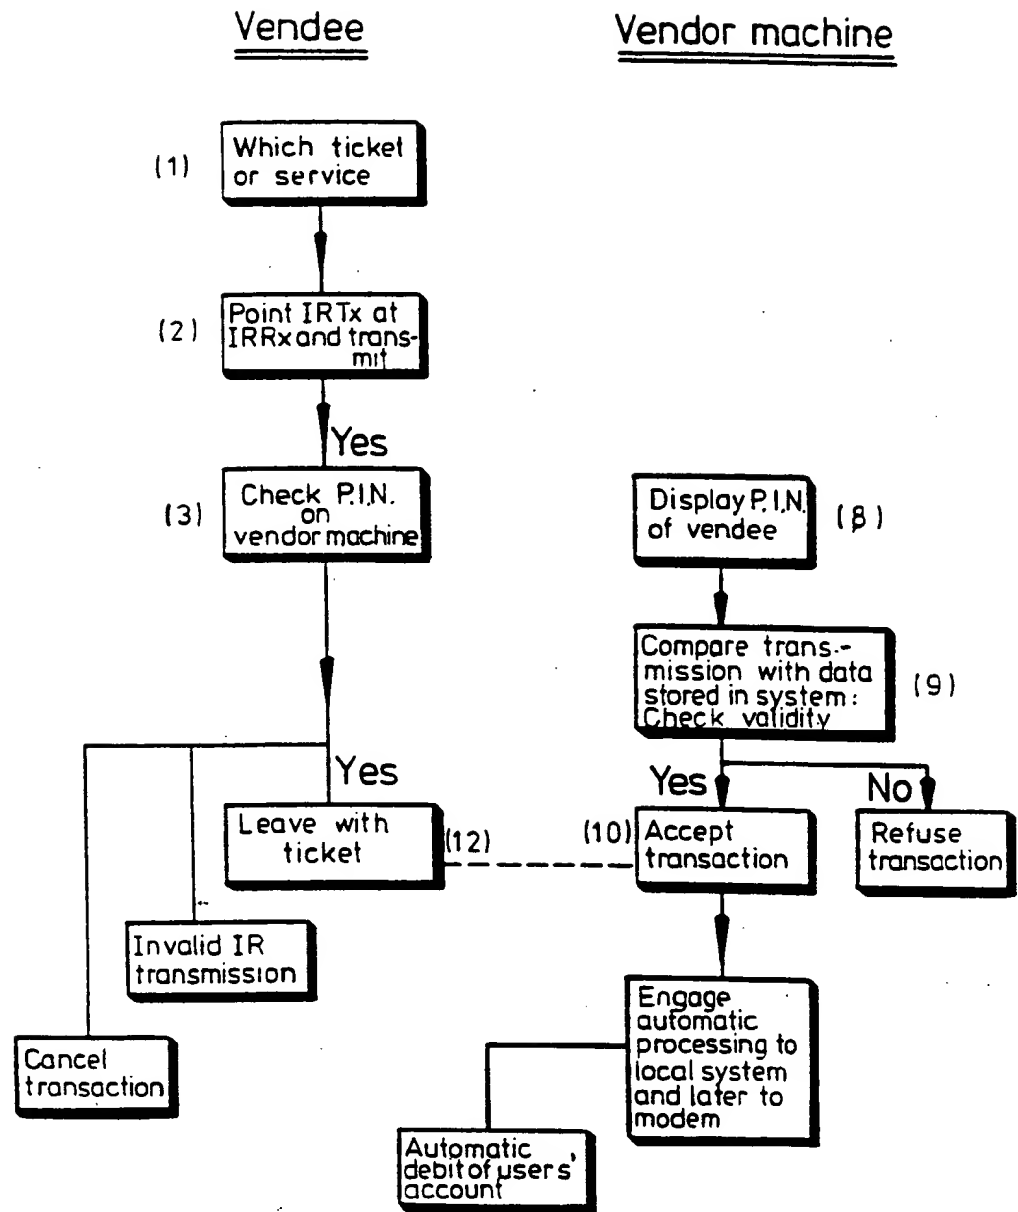 Vendee
Vendor machine
(1)
Which ticket
or service
(2)
Point IRTx at
IRRx and trans-
mit
Yes
(3)
Check P.I.N.
on
vendor machine
Display P.I.N.
of vendee
(8)
Compare trans-
mission with data
stored in system:
Check validity
(9)
Yes
Yes
No
Leave with
ticket
(12)
(10)
Accept
transaction
Refuse
transaction
Invalid IR
transmission
Cancel
transaction
Engage
automatic
processing to
local system
and later to
modem
Automatic
debit of users'
account